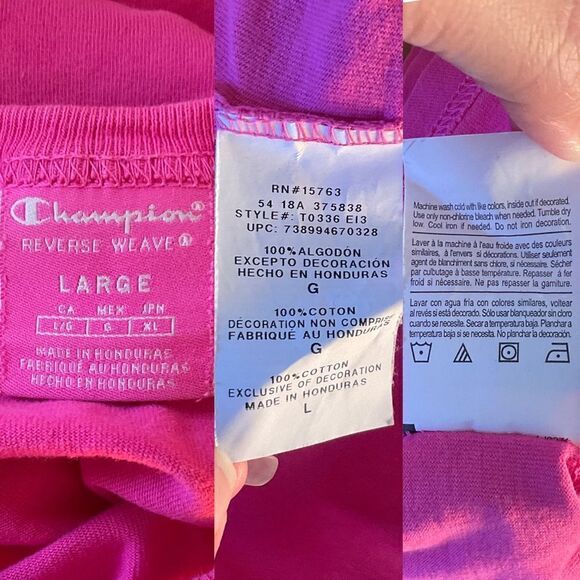 Champion®
REVERSE WEAVE®
LARGE
CA MEX JPN
L/G G XL
MADE IN HONDURAS
FABRIQUÉ AU HONDURAS
HECHO EN HONDURAS
RN#15763
54 18A 375838
STYLE#: T0336 EI3
UPC: 738994670328
100% ALGODÓN
EXCEPTO DECORACIÓN
HECHO EN HONDURAS
G
100% COTON
DÉCORATION NON COMPRISE
FABRIQUÉ AU HONDURAS
G
100% COTTON
EXCLUSIVE OF DECORATION
MADE IN HONDURAS
L
Machine wash cold with like colors, inside out if decorated.
Use only non-chlorine bleach when needed. Tumble dry
low. Cool iron if needed. Do not iron decoration.
Laver à la machine à l'eau froide avec des couleurs
similaires, à l'envers si décorations. Utiliser seulement
agent de blanchiment sans chlore, si nécessaire. Sécher
par culbutage à basse température. Repasser à fer
froid si nécessaire. Ne pas repasser la garniture.
Lavar con agua fría con colores similares, voltear
al revés si está decorado. Sólo usar blanqueador sin cloro
cuando necesario. Secar a temperatura baja. Planchar a
temperatura baja si necesario. No planchar decoración.